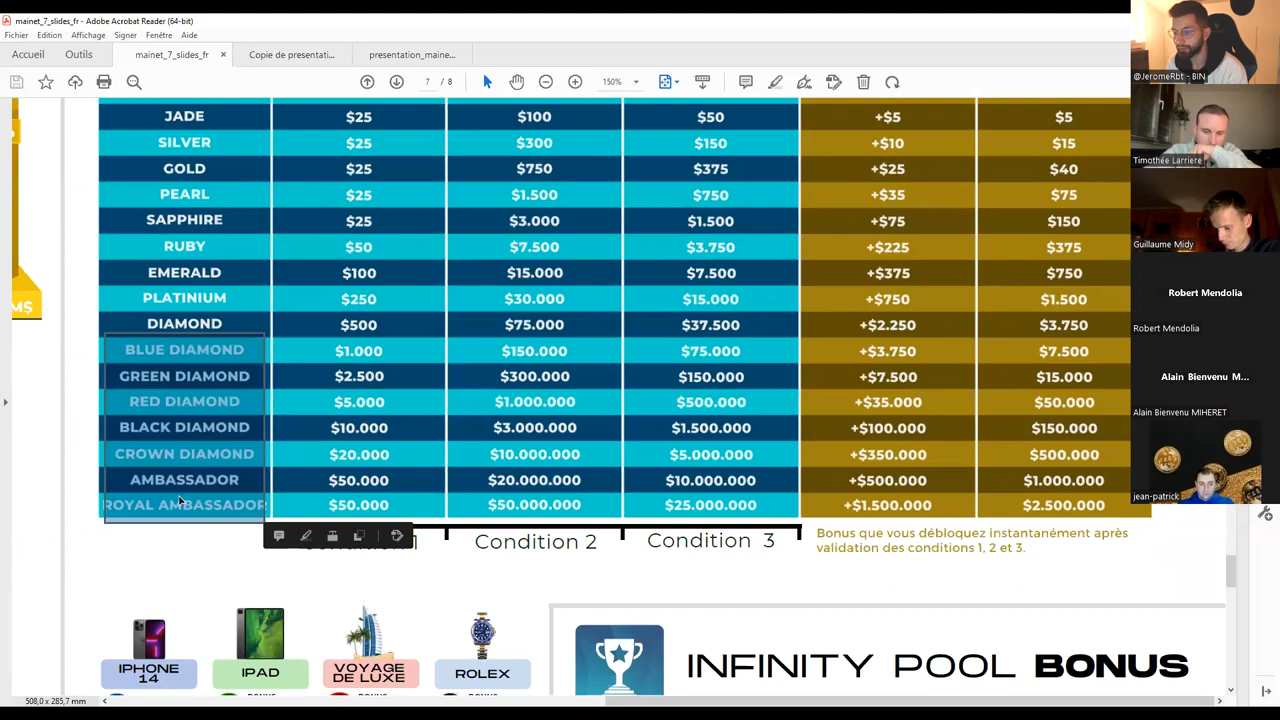 mainet_7_slides_fr - Adobe Acrobat Reader (64-bit)
Fichier Edition Affichage Signer Fenêtre Aide
Accueil Outils mainet_7_slides_fr × Copie de presentati... presentation_maine...
7 / 8 150%
JADE $25 $100 $50 +$5 $5
SILVER $25 $300 $150 +$10 $15
GOLD $25 $750 $375 +$25 $40
PEARL $25 $1.500 $750 +$35 $75
SAPPHIRE $25 $3.000 $1.500 +$75 $150
RUBY $50 $7.500 $3.750 +$225 $375
EMERALD $100 $15.000 $7.500 +$375 $750
PLATINIUM $250 $30.000 $15.000 +$750 $1.500
DIAMOND $500 $75.000 $37.500 +$2.250 $3.750
BLUE DIAMOND $1.000 $150.000 $75.000 +$3.750 $7.500
GREEN DIAMOND $2.500 $300.000 $150.000 +$7.500 $15.000
RED DIAMOND $5.000 $1.000.000 $500.000 +$35.000 $50.000
BLACK DIAMOND $10.000 $3.000.000 $1.500.000 +$100.000 $150.000
CROWN DIAMOND $20.000 $10.000.000 $5.000.000 +$350.000 $500.000
AMBASSADOR $50.000 $20.000.000 $10.000.000 +$500.000 $1.000.000
ROYAL AMBASSADOR $50.000 $50.000.000 $25.000.000 +$1.500.000 $2.500.000
M$
Condition 1 Condition 2 Condition 3
Bonus que vous débloquez instantanément après
validation des conditions 1, 2 et 3.
IPHONE
14
IPAD
VOYAGE
DE LUXE
ROLEX
INFINITY POOL BONUS
508,0 x 285,7 mm
@JeromeRbt - BIN
Timothée Larriere
Guillaume Midy
Robert Mendolia
Robert Mendolia
Alain Bienvenu M...
Alain Bienvenu MIHERET
jean-patrick